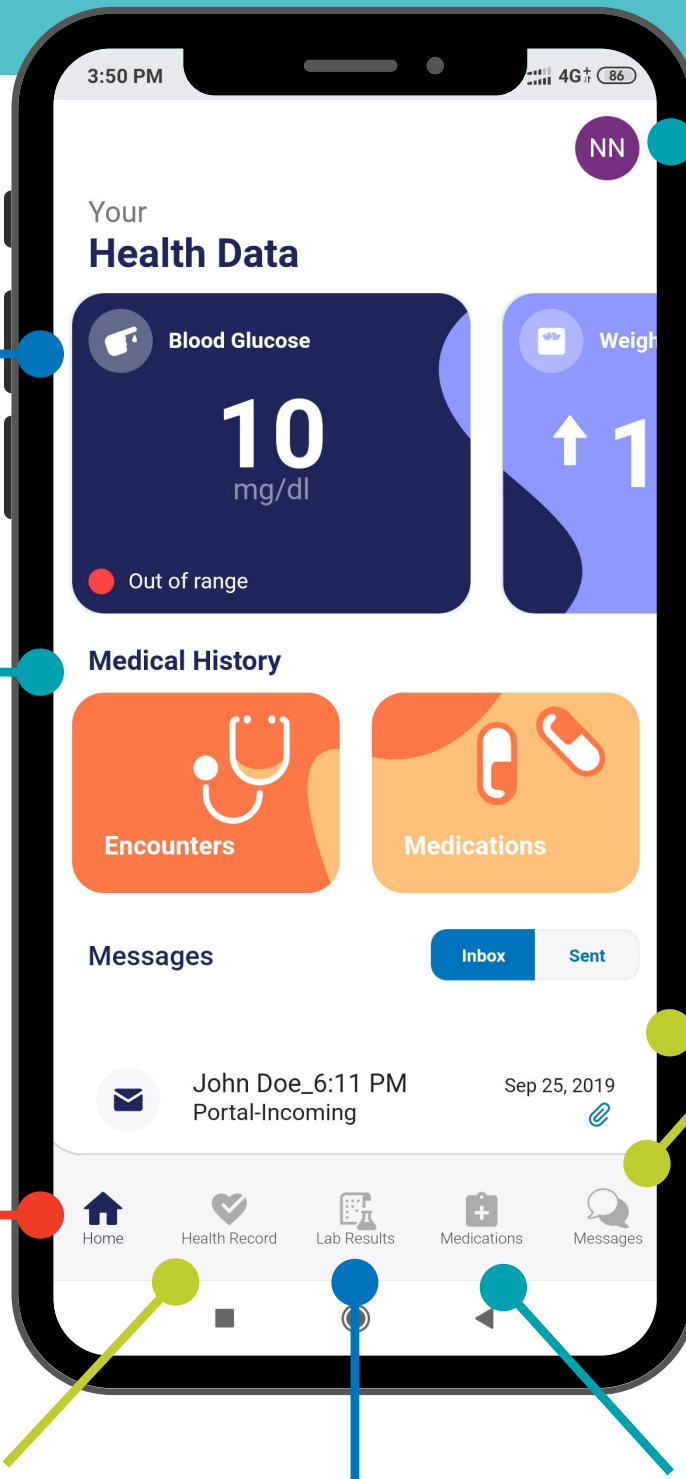 3:50 PM
4G 86
NN
Your
Health Data
Blood Glucose
10
mg/dl
Out of range
Weigh
1
Medical History
Encounters
Medications
Messages
Inbox
Sent
John Doe_6:11 PM
Sep 25, 2019
Portal-Incoming
Home
Health Record
Lab Results
Medications
Messages